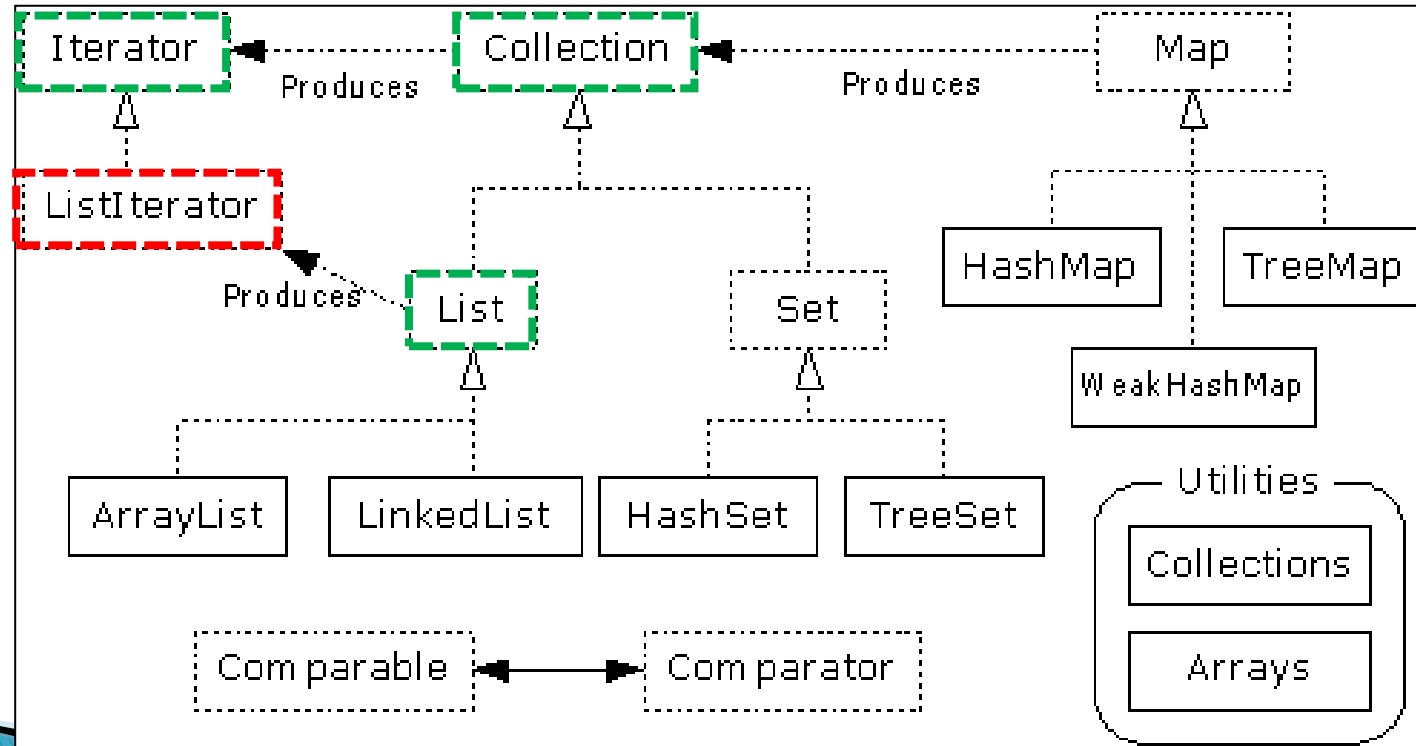 Iterator
Collection
Map
Produces
Produces
ListIterator
HashMap
TreeMap
Produces
List
Set
WeakHashMap
Utilities
ArrayList
LinkedList
HashSet
TreeSet
Collections
Comparable
Comparator
Arrays